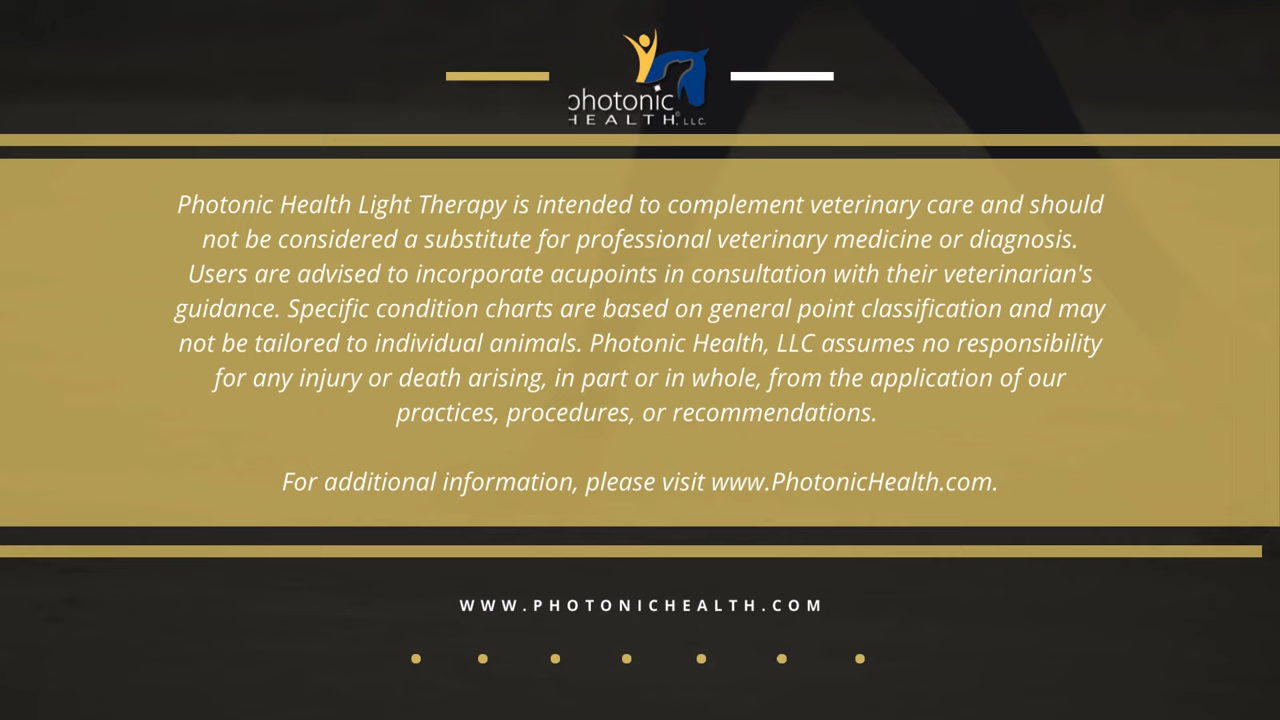 photonic
HEALTH, LLC.
Photonic Health Light Therapy is intended to complement veterinary care and should
not be considered a substitute for professional veterinary medicine or diagnosis.
Users are advised to incorporate acupoints in consultation with their veterinarian's
guidance. Specific condition charts are based on general point classification and may
not be tailored to individual animals. Photonic Health, LLC assumes no responsibility
for any injury or death arising, in part or in whole, from the application of our
practices, procedures, or recommendations.
For additional information, please visit www.PhotonicHealth.com.
WWW.PHOTONICHEALTH.COM